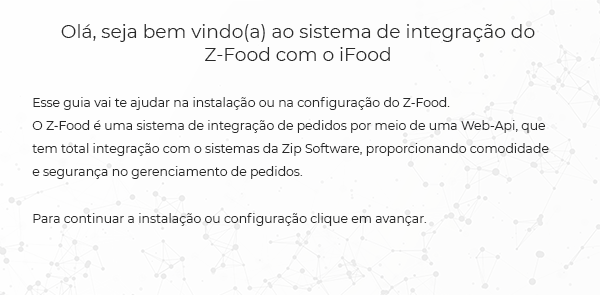 Olá, seja bem vindo(a) ao sistema de integração do
Z-Food com o iFood
Esse guia vai te ajudar na instalação ou na configuração do Z-Food.
O Z-Food é uma sistema de integração de pedidos por meio de uma Web-Api, que
tem total integração com o sistemas da Zip Software, proporcionando comodidade
e segurança no gerenciamento de pedidos.
Para continuar a instalação ou configuração clique em avançar.